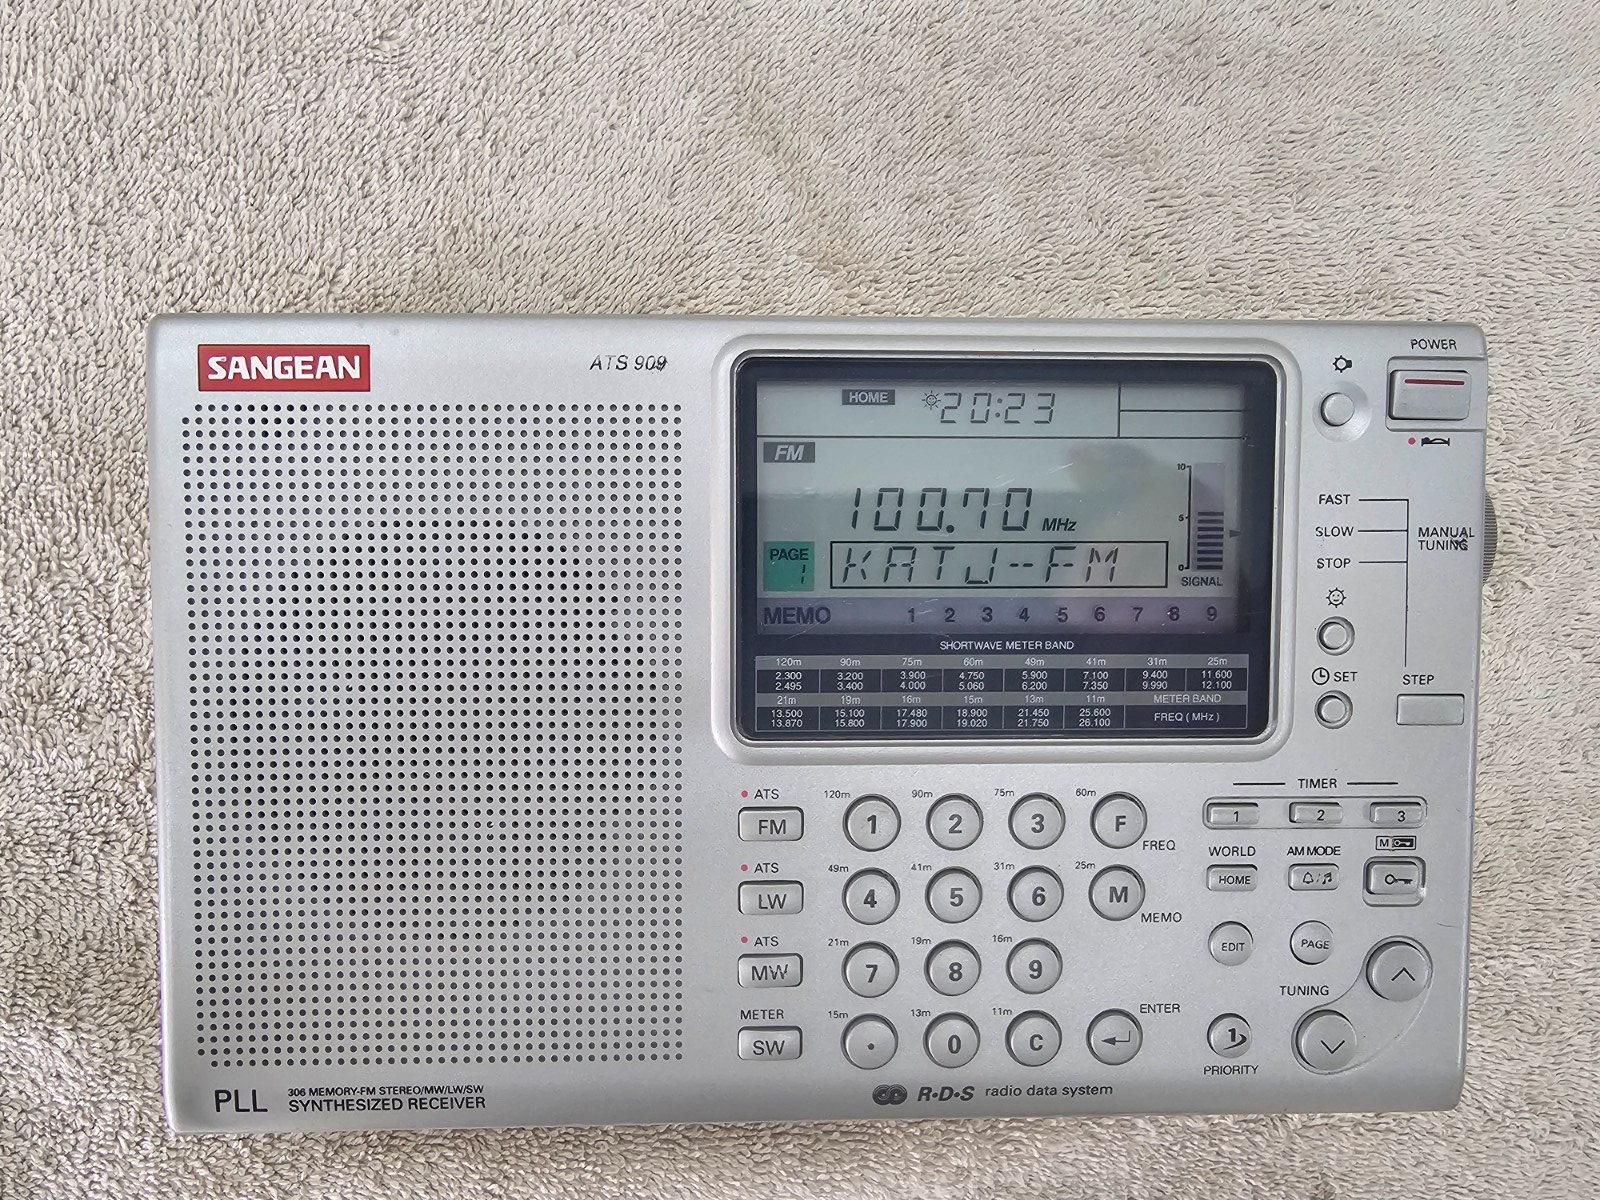 SANGEAN
ATS 909
POWER
HOME 20:23
FM
100.70 MHz
PAGE
1
KATJ--FM
10
5
0
SIGNAL
MEMO 1 2 3 4 5 6 7 8 9
SHORTWAVE METER BAND
120m 90m 75m 60m 49m 41m 31m 25m
2.300 3.200 3.900 4.750 5.900 7.100 9.400 11.600
2.495 3.400 4.000 5.060 6.200 7.350 9.990 12.100
21m 19m 16m 15m 13m 11m METER BAND
13.500 15.100 17.480 18.900 21.450 25.600 FREQ ( MHz )
13.870 15.800 17.900 19.020 21.750 26.100
FAST
SLOW
STOP
MANUAL
TUNING
SET
STEP
TIMER
1 2 3
ATS
FM
120m 1 90m 2 75m 3 60m F FREQ
ATS
LW
49m 4 41m 5 31m 6 25m M MEMO
ATS
MW
21m 7 19m 8 16m 9
METER
SW
15m . 13m 0 11m C ENTER
WORLD
HOME
AM MODE
M
EDIT
PAGE
TUNING
1
PRIORITY
PLL
306 MEMORY-FM STEREO/MW/LW/SW
SYNTHESIZED RECEIVER
R·D·S radio data system